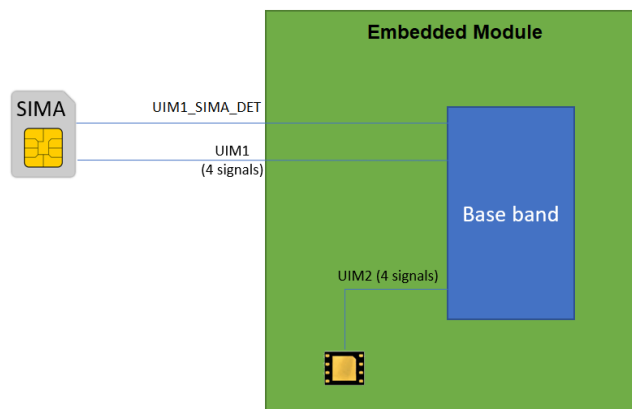 Embedded Module
SIMA
UIM1_SIMA_DET
UIM1
(4 signals)
Base band
UIM2 (4 signals)